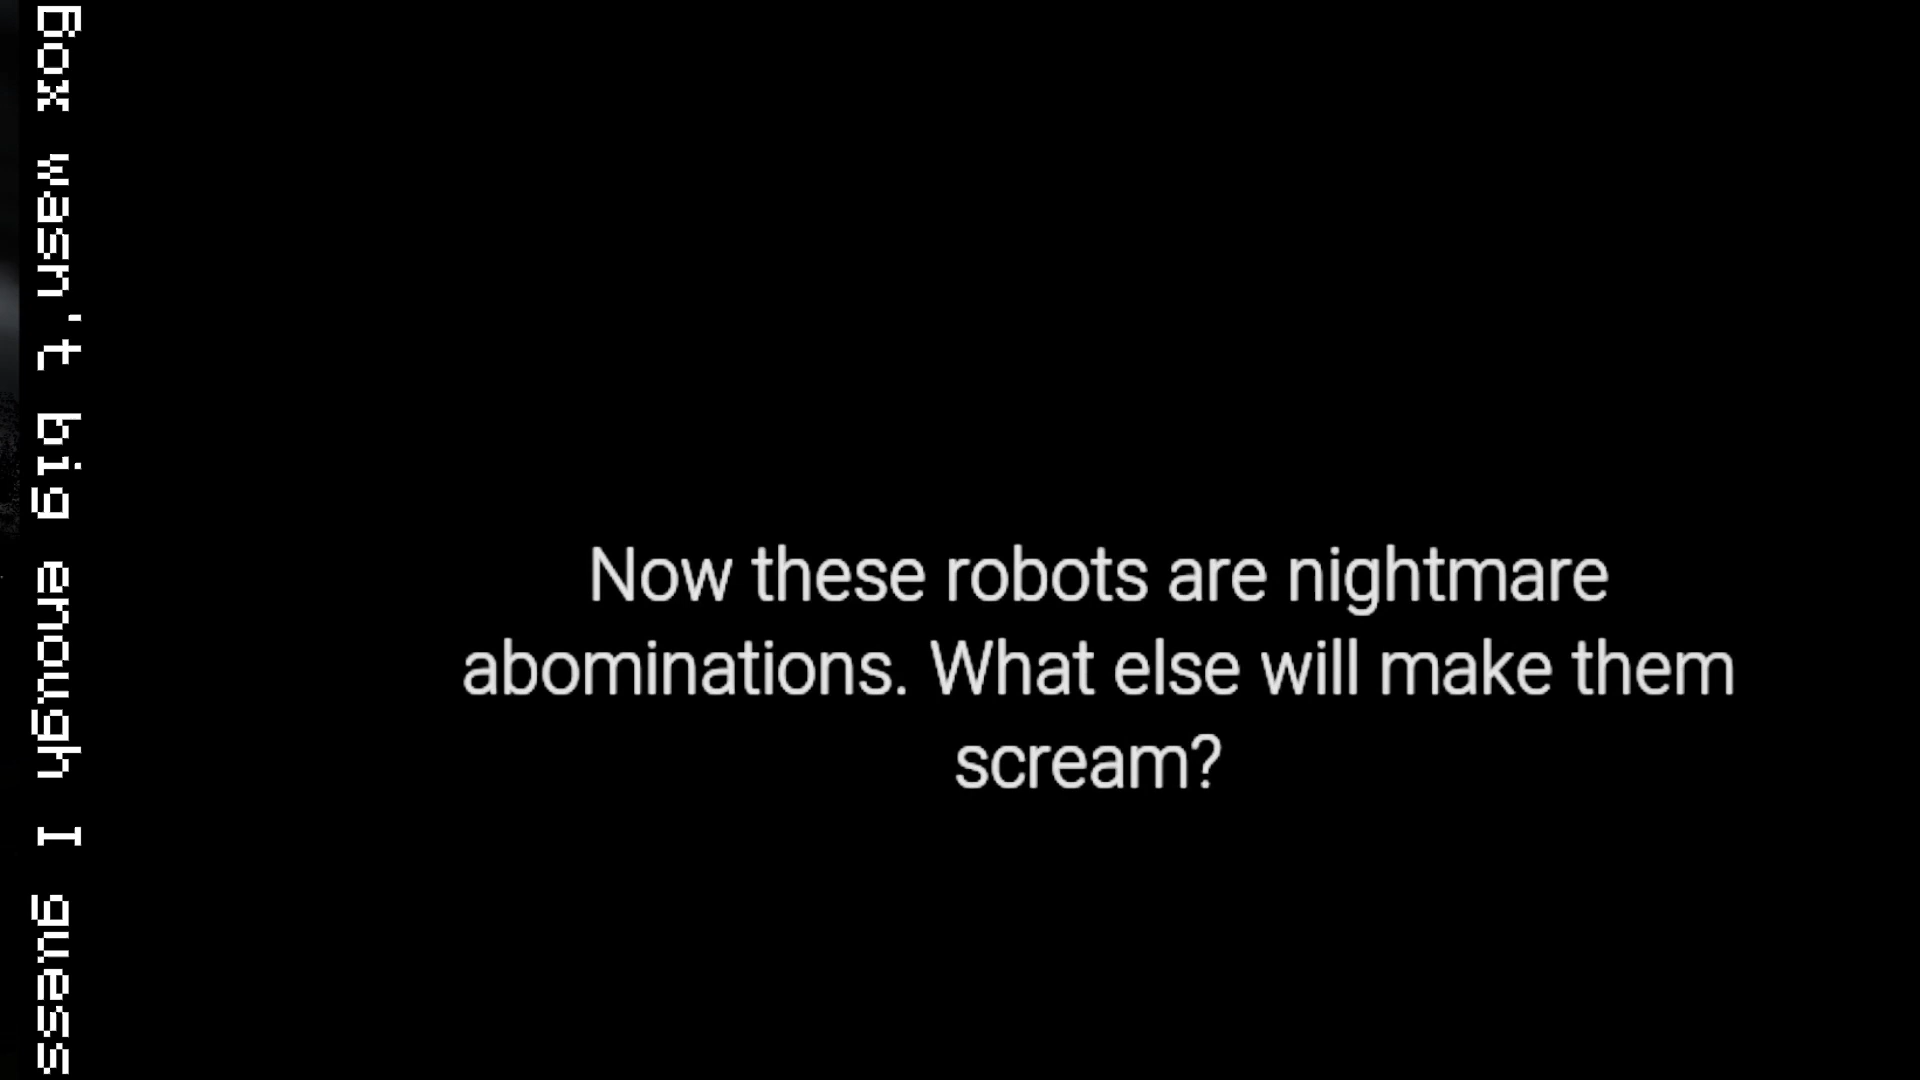 Box wasn't big enough I guess
Now these robots are nightmare
abominations. What else will make them
scream?